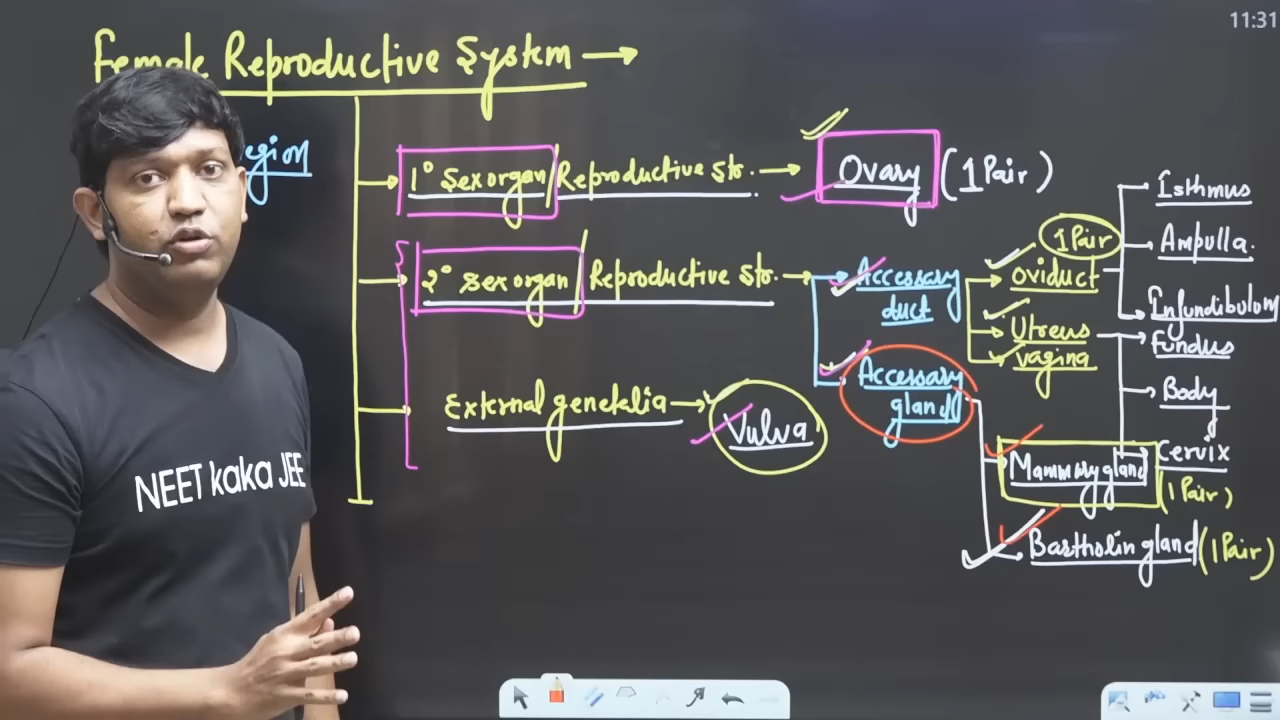 11:31
Female Reproductive System →
egion
1° Sex organ/Reproductive Str. → Ovary (1 Pair)
2° Sex organ/Reproductive Str. →
Accessary duct
1 Pair
oviduct
Isthmus
Ampulla.
Infundibulom
Utreus
Fundus
Body
Cervix
vagina
Accessary gland
Mammary gland (1 Pair)
Bartholin gland (1 Pair)
External genetalia → Vulva
NEET kaka JEE